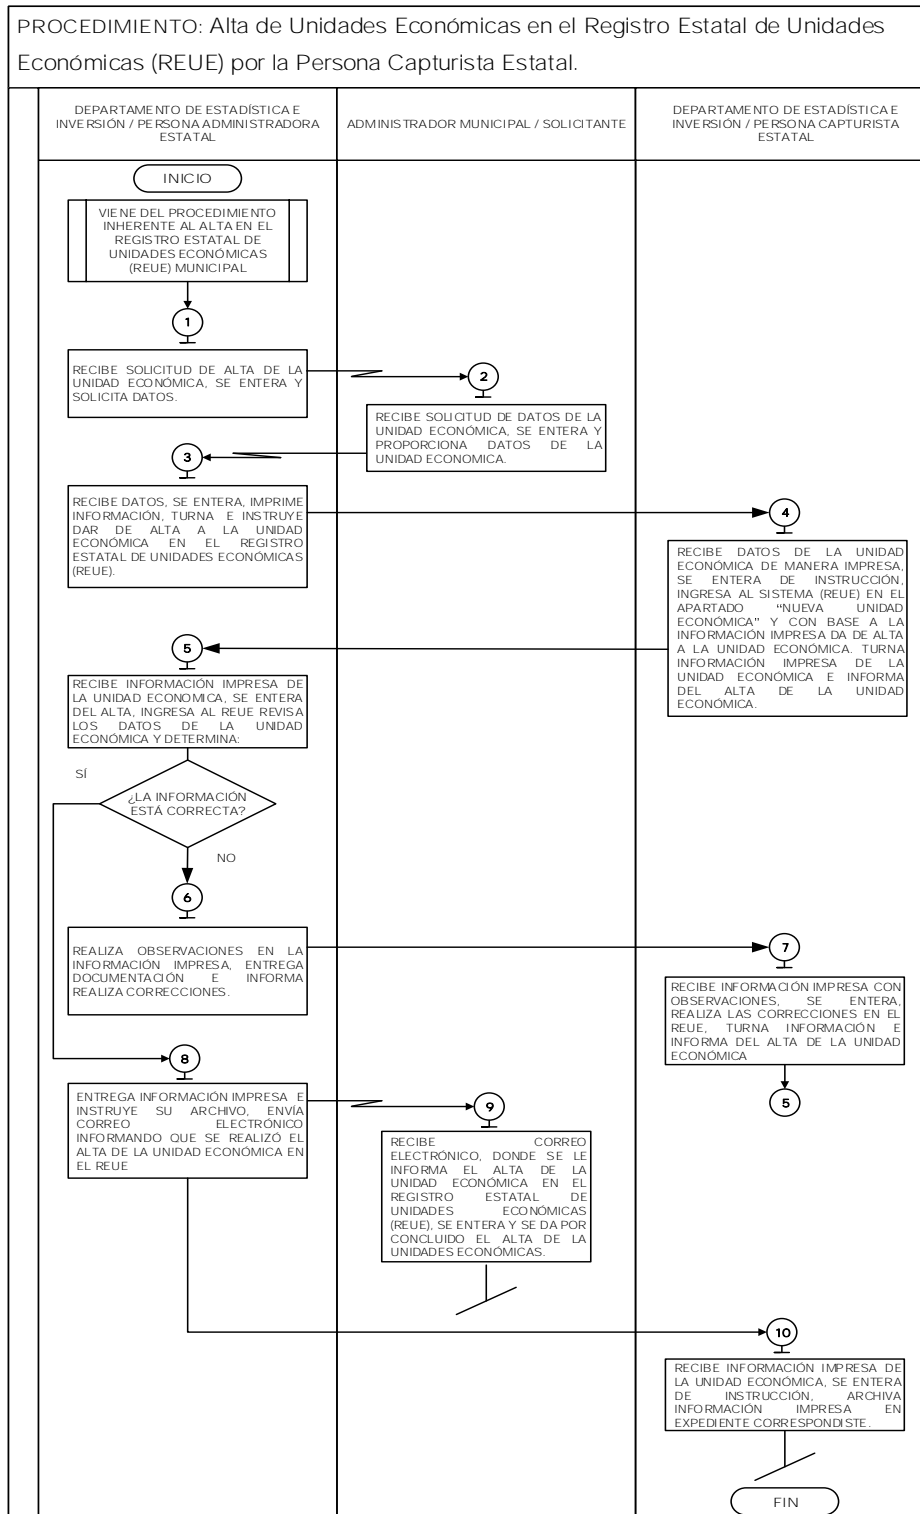 PROCEDIMIENTO: Alta de Unidades Económicas en el Registro Estatal de Unidades
Económicas (REUE) por la Persona Capturista Estatal.
DEPARTAMENTO DE ESTADÍSTICA E
INVERSIÓN / PERSONA ADMINISTRADORA
ESTATAL
ADMINISTRADOR MUNICIPAL / SOLICITANTE
DEPARTAMENTO DE ESTADÍSTICA E
INVERSIÓN / PERSONA CAPTURISTA
ESTATAL
INICIO
VIENE DEL PROCEDIMIENTO
INHERENTE AL ALTA EN EL
REGISTRO ESTATAL DE
UNIDADES ECONÓMICAS
(REUE) MUNICIPAL
1
RECIBE SOLICITUD DE ALTA DE LA
UNIDAD ECONÓMICA, SE ENTERA Y
SOLICITA DATOS.
2
RECIBE SOLICITUD DE DATOS DE LA
UNIDAD ECONÓMICA, SE ENTERA Y
PROPORCIONA DATOS DE LA
UNIDAD ECONOMICA.
3
RECIBE DATOS, SE ENTERA, IMPRIME
INFORMACIÓN, TURNA E INSTRUYE
DAR DE ALTA A LA UNIDAD
ECONÓMICA EN EL REGISTRO
ESTATAL DE UNIDADES ECONÓMICAS
(REUE).
4
RECIBE DATOS DE LA UNIDAD
ECONÓMICA DE MANERA IMPRESA,
SE ENTERA DE INSTRUCCIÓN,
INGRESA AL SISTEMA (REUE) EN EL
APARTADO “NUEVA UNIDAD
ECONÓMICA” Y CON BASE A LA
INFORMACIÓN IMPRESA DA DE ALTA
A LA UNIDAD ECONÓMICA. TURNA
INFORMACIÓN IMPRESA DE LA
UNIDAD ECONÓMICA E INFORMA
DEL ALTA DE LA UNIDAD
ECONÓMICA.
5
RECIBE INFORMACIÓN IMPRESA DE
LA UNIDAD ECONOMICA, SE ENTERA
DEL ALTA, INGRESA AL REUE REVISA
LOS DATOS DE LA UNIDAD
ECONÓMICA Y DETERMINA:
SÍ
¿LA INFORMACIÓN
ESTÁ CORRECTA?
NO
6
REALIZA OBSERVACIONES EN LA
INFORMACIÓN IMPRESA, ENTREGA
DOCUMENTACIÓN E INFORMA
REALIZA CORRECCIONES.
7
RECIBE INFORMACIÓN IMPRESA CON
OBSERVACIONES, SE ENTERA,
REALIZA LAS CORRECCIONES EN EL
REUE, TURNA INFORMACIÓN E
INFORMA DEL ALTA DE LA UNIDAD
ECONÓMICA
5
8
ENTREGA INFORMACIÓN IMPRESA E
INSTRUYE SU ARCHIVO, ENVÍA
CORREO ELECTRÓNICO
INFORMANDO QUE SE REALIZÓ EL
ALTA DE LA UNIDAD ECONÓMICA EN
EL REUE
9
RECIBE CORREO
ELECTRÓNICO, DONDE SE LE
INFORMA EL ALTA DE LA
UNIDAD ECONÓMICA EN EL
REGISTRO ESTATAL DE
UNIDADES ECONÓMICAS
(REUE), SE ENTERA Y SE DA POR
CONCLUIDO EL ALTA DE LA
UNIDADES ECONÓMICAS.
10
RECIBE INFORMACIÓN IMPRESA DE
LA UNIDAD ECONÓMICA, SE ENTERA
DE INSTRUCCIÓN, ARCHIVA
INFORMACIÓN IMPRESA EN
EXPEDIENTE CORRESPONDISTE.
FIN